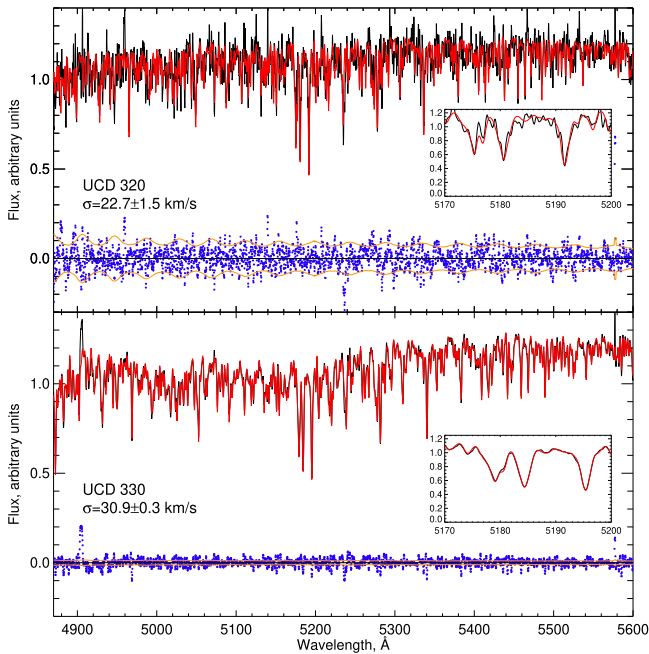 Flux, arbitrary units
1.0
0.5
0.0
UCD 320
σ=22.7±1.5 km/s
1.2
1.0
0.8
0.6
0.4
0.2
0.0
5170 5180 5190 5200
Flux, arbitrary units
1.0
0.5
0.0
UCD 330
σ=30.9±0.3 km/s
1.2
1.0
0.8
0.6
0.4
0.2
0.0
5170 5180 5190 5200
4900 5000 5100 5200 5300 5400 5500 5600
Wavelength, Å